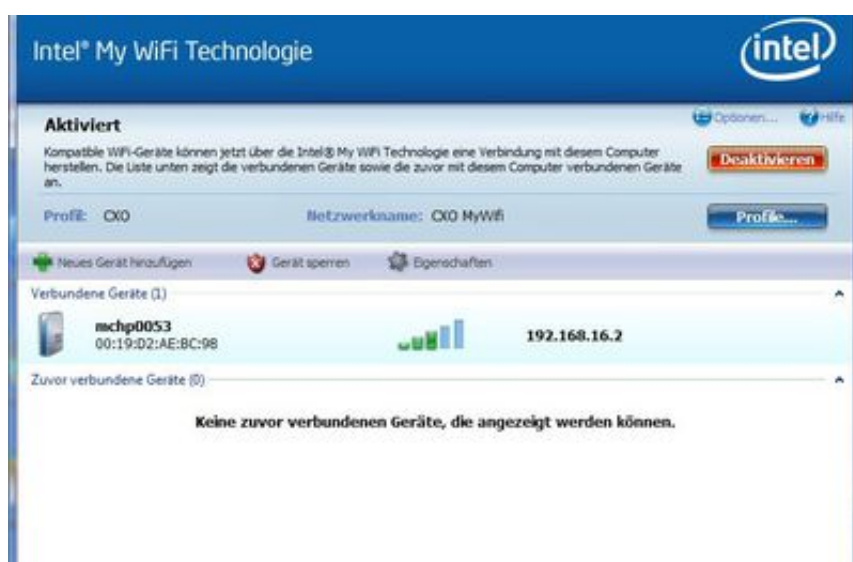 Intel® My WiFi Technologie
intel
Aktiviert
Optionen...
Hilfe
Kompatible WiFi-Geräte können jetzt über die Intel® My WiFi Technologie eine Verbindung mit diesem Computer
herstellen. Die Liste unten zeigt die verbundenen Geräte sowie die zuvor mit diesem Computer verbundenen Geräte
an.
Deaktivieren
Profil: CXO
Netzwerkname: CXO MyWifi
Profile...
Neues Gerät hinzufügen
Gerät sperren
Eigenschaften
Verbundene Geräte (1)
mchp0053
00:19:D2:AE:BC:98
192.168.16.2
Zuvor verbundene Geräte (0)
Keine zuvor verbundenen Geräte, die angezeigt werden können.